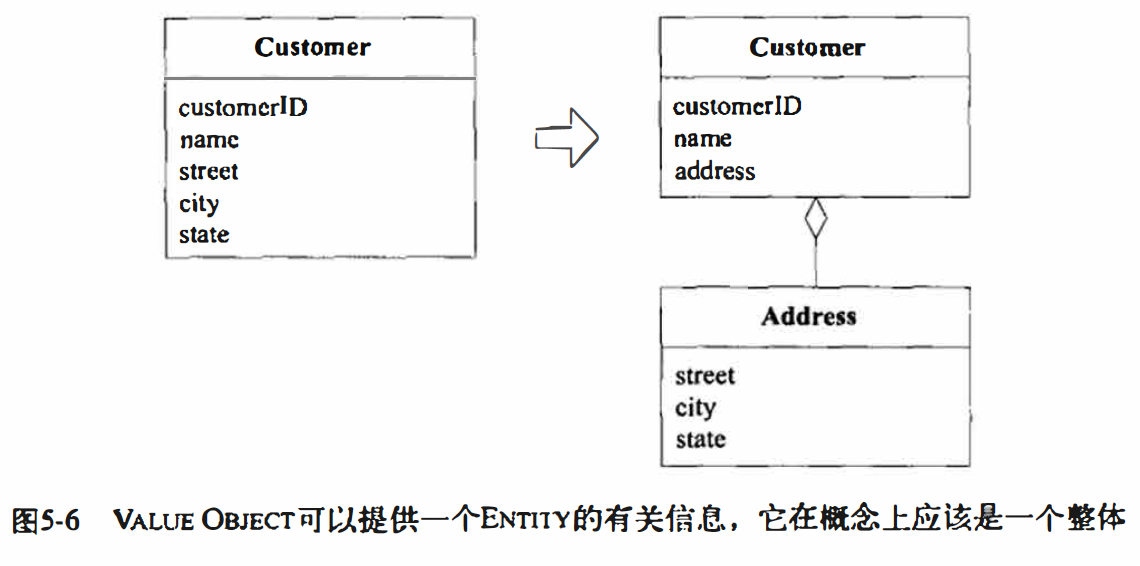 Customer
customerID
name
street
city
state
Customer
customerID
name
address
Address
street
city
state
图5-6 VALUE OBJECT可以提供一个ENTITY的有关信息，它在概念上应该是一个整体